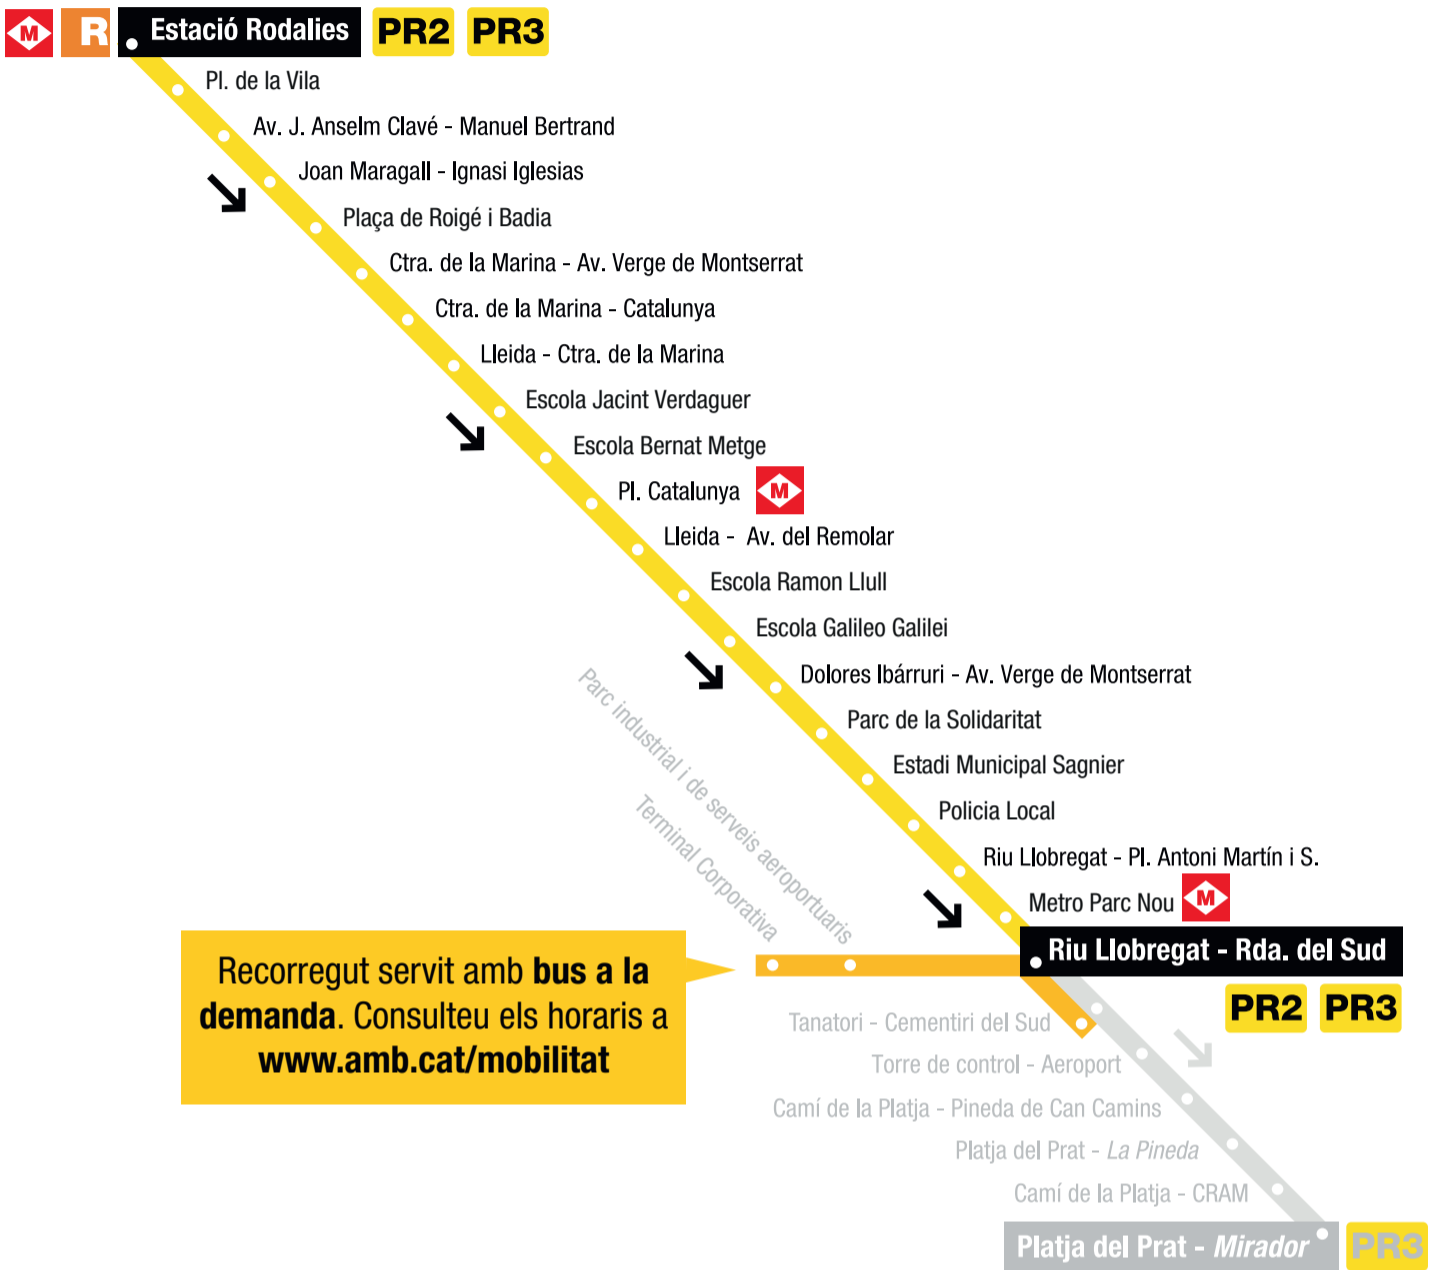 M R Estació Rodalies PR2 PR3
Pl. de la Vila
Av. J. Anselm Clavé - Manuel Bertrand
Joan Maragall - Ignasi Iglesias
Plaça de Roigé i Badia
Ctra. de la Marina - Av. Verge de Montserrat
Ctra. de la Marina - Catalunya
Lleida - Ctra. de la Marina
Escola Jacint Verdaguer
Escola Bernat Metge
Pl. Catalunya M
Lleida - Av. del Remolar
Escola Ramon Llull
Escola Galileo Galilei
Dolores Ibárruri - Av. Verge de Montserrat
Parc de la Solidaritat
Estadi Municipal Sagnier
Policia Local
Riu Llobregat - Pl. Antoni Martín i S.
Metro Parc Nou M
Riu Llobregat - Rda. del Sud
PR2 PR3
Parc industrial i de serveis aeroportuaris
Terminal Corporativa
Recorregut servit amb bus a la
demanda. Consulteu els horaris a
www.amb.cat/mobilitat
Tanatori - Cementiri del Sud
Torre de control - Aeroport
Camí de la Platja - Pineda de Can Camins
Platja del Prat - La Pineda
Camí de la Platja - CRAM
Platja del Prat - Mirador PR3